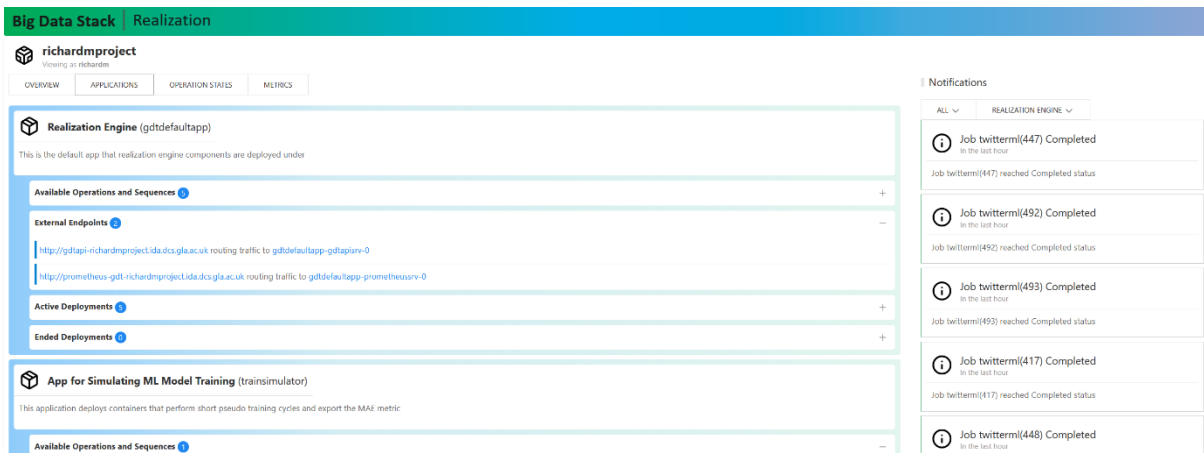 Big Data Stack Realization
richardmproject
Viewing as richardm
OVERVIEW APPLICATIONS OPERATION STATES METRICS
Realization Engine (gdtdefaultapp)
This is the default app that realization engine components are deployed under
Available Operations and Sequences 5
External Endpoints 2
http://gdtapi-richardmproject.ida.dcs.gla.ac.uk routing traffic to gdtdefaultapp-gdtapisrv-0
http://prometheus-gdt-richardmproject.ida.dcs.gla.ac.uk routing traffic to gdtdefaultapp-prometheussrv-0
Active Deployments 5
Ended Deployments 0
App for Simulating ML Model Training (trainsimulator)
This application deploys containers that perform short pseudo training cycles and export the MAE metric
Available Operations and Sequences 1
Notifications
ALL REALIZATION ENGINE
Job twitterml(447) Completed
In the last hour
Job twitterml(447) reached Completed status
Job twitterml(492) Completed
In the last hour
Job twitterml(492) reached Completed status
Job twitterml(493) Completed
In the last hour
Job twitterml(493) reached Completed status
Job twitterml(417) Completed
In the last hour
Job twitterml(417) reached Completed status
Job twitterml(448) Completed
In the last hour